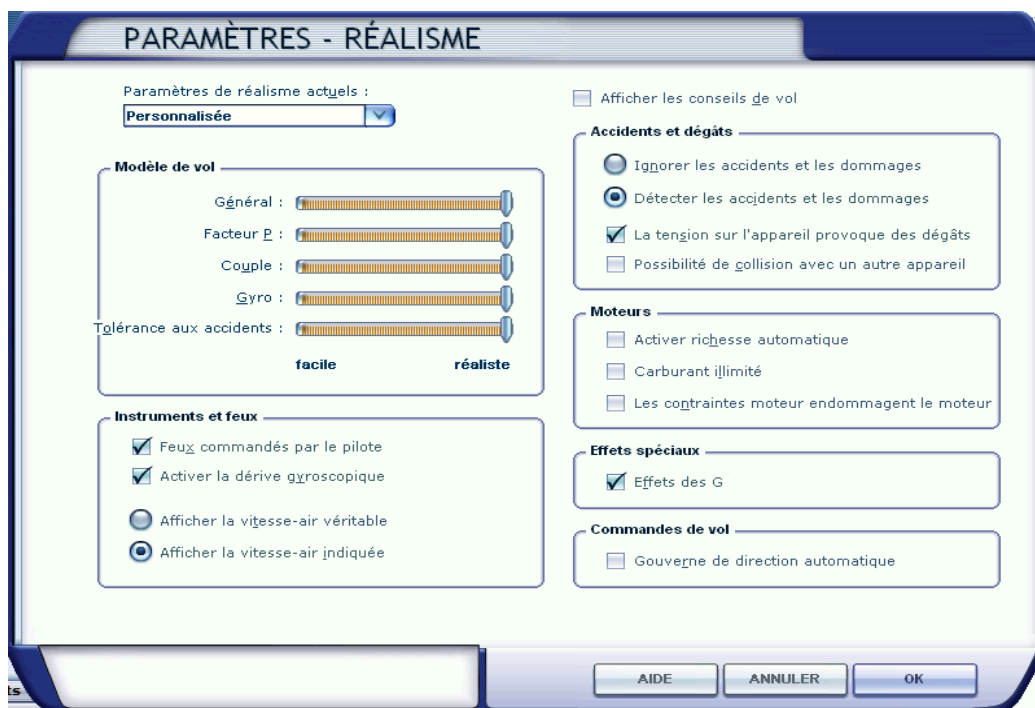 PARAMÈTRES - RÉALISME
Paramètres de réalisme actuels :
Personnalisée
Modèle de vol
Général :
Facteur P :
Couple :
Gyro :
Tolérance aux accidents :
facile réaliste
Instruments et feux
Feux commandés par le pilote
Activer la dérive gyroscopique
Afficher la vitesse-air véritable
Afficher la vitesse-air indiquée
Afficher les conseils de vol
Accidents et dégâts
Ignorer les accidents et les dommages
Détecter les accidents et les dommages
La tension sur l'appareil provoque des dégâts
Possibilité de collision avec un autre appareil
Moteurs
Activer richesse automatique
Carburant illimité
Les contraintes moteur endommagent le moteur
Effets spéciaux
Effets des G
Commandes de vol
Gouverne de direction automatique
ts
AIDE ANNULER OK